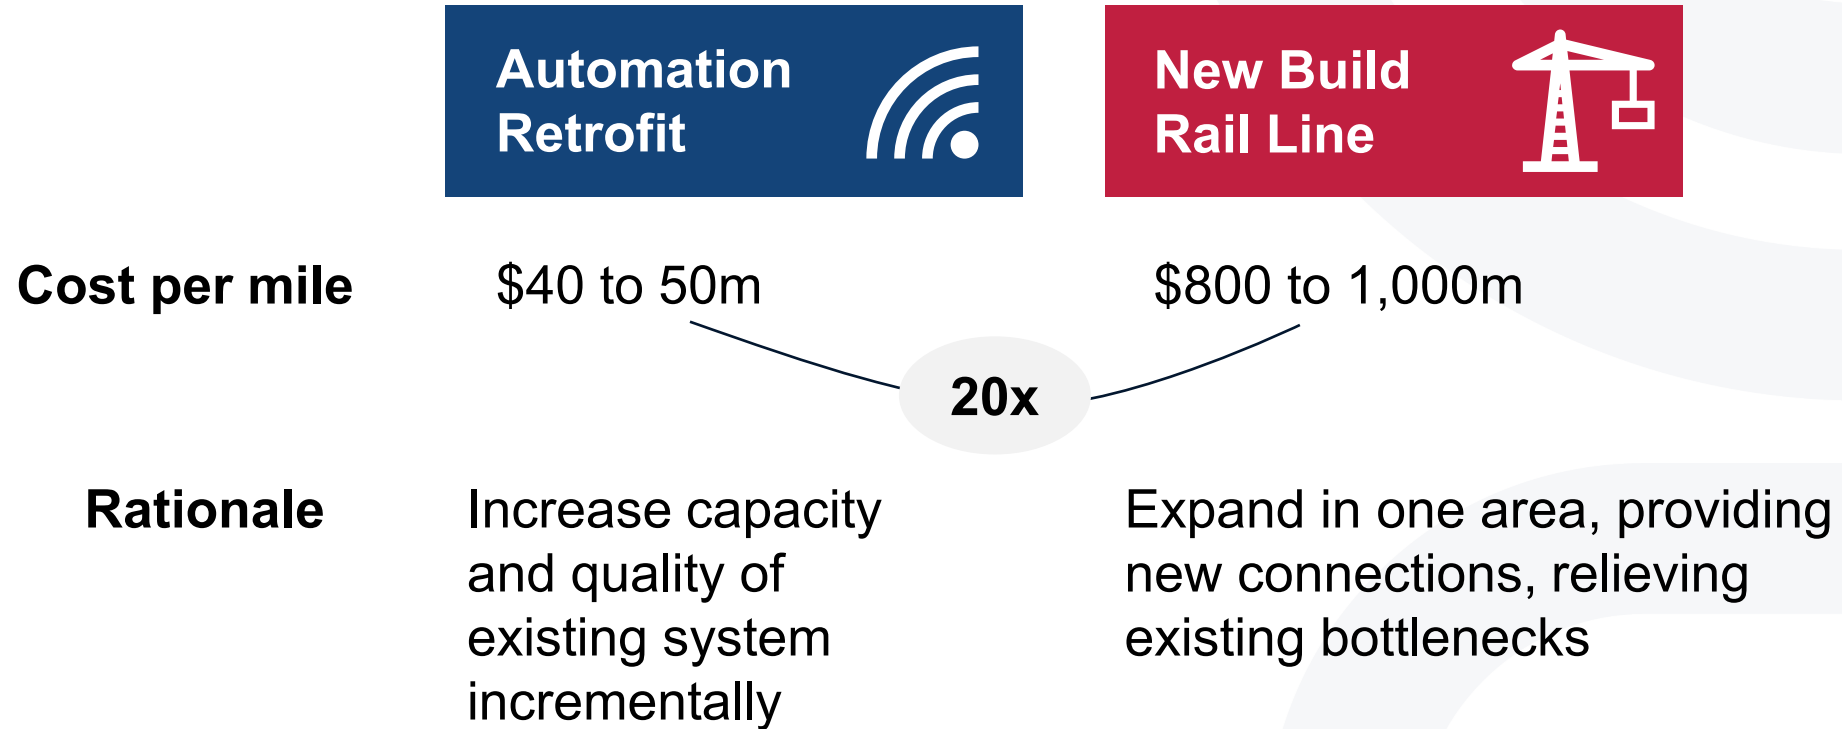 Automation
Retrofit
New Build
Rail Line
Cost per mile
$40 to 50m
$800 to 1,000m
20x
Rationale
Increase capacity
and quality of
existing system
incrementally
Expand in one area, providing
new connections, relieving
existing bottlenecks